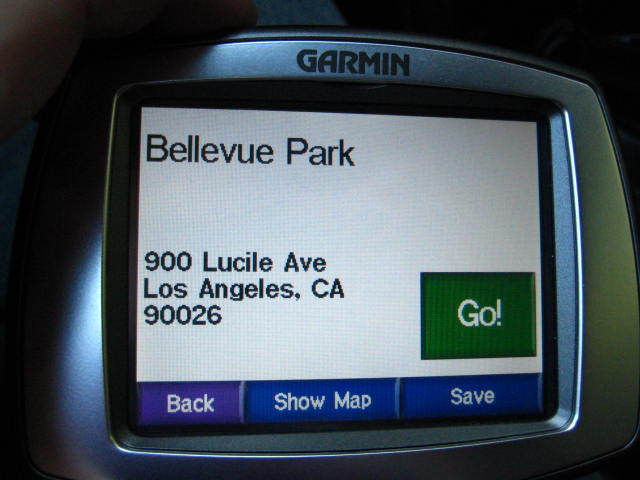 GARMIN
Bellevue Park
900 Lucile Ave
Los Angeles, CA
90026
Go!
Back
Show Map
Save